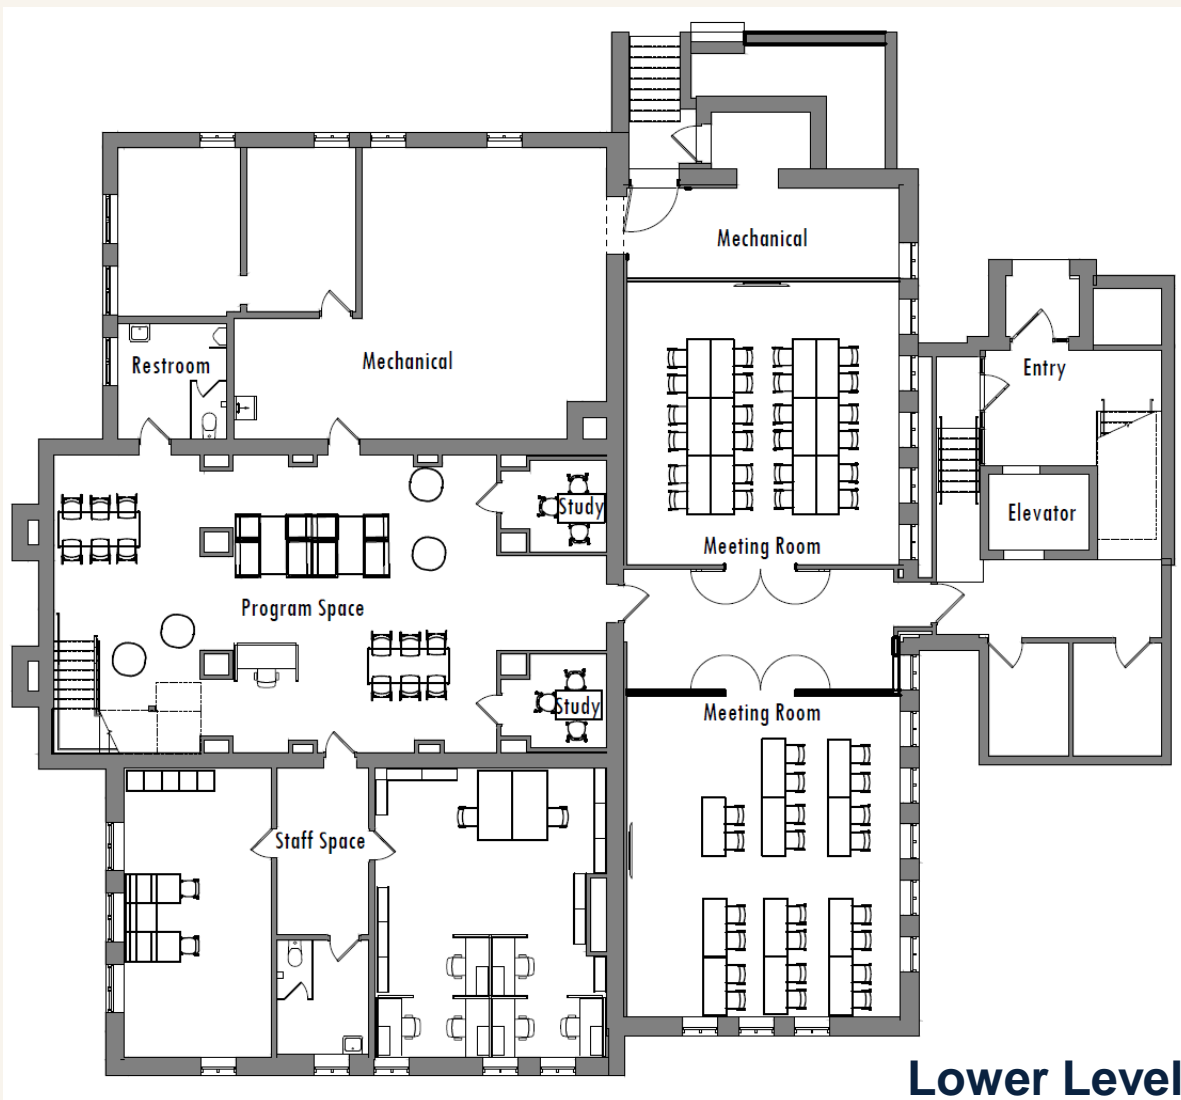 Mechanical
Restroom
Mechanical
Entry
Study
Elevator
Meeting Room
Program Space
Study
Meeting Room
Staff Space
Lower Level